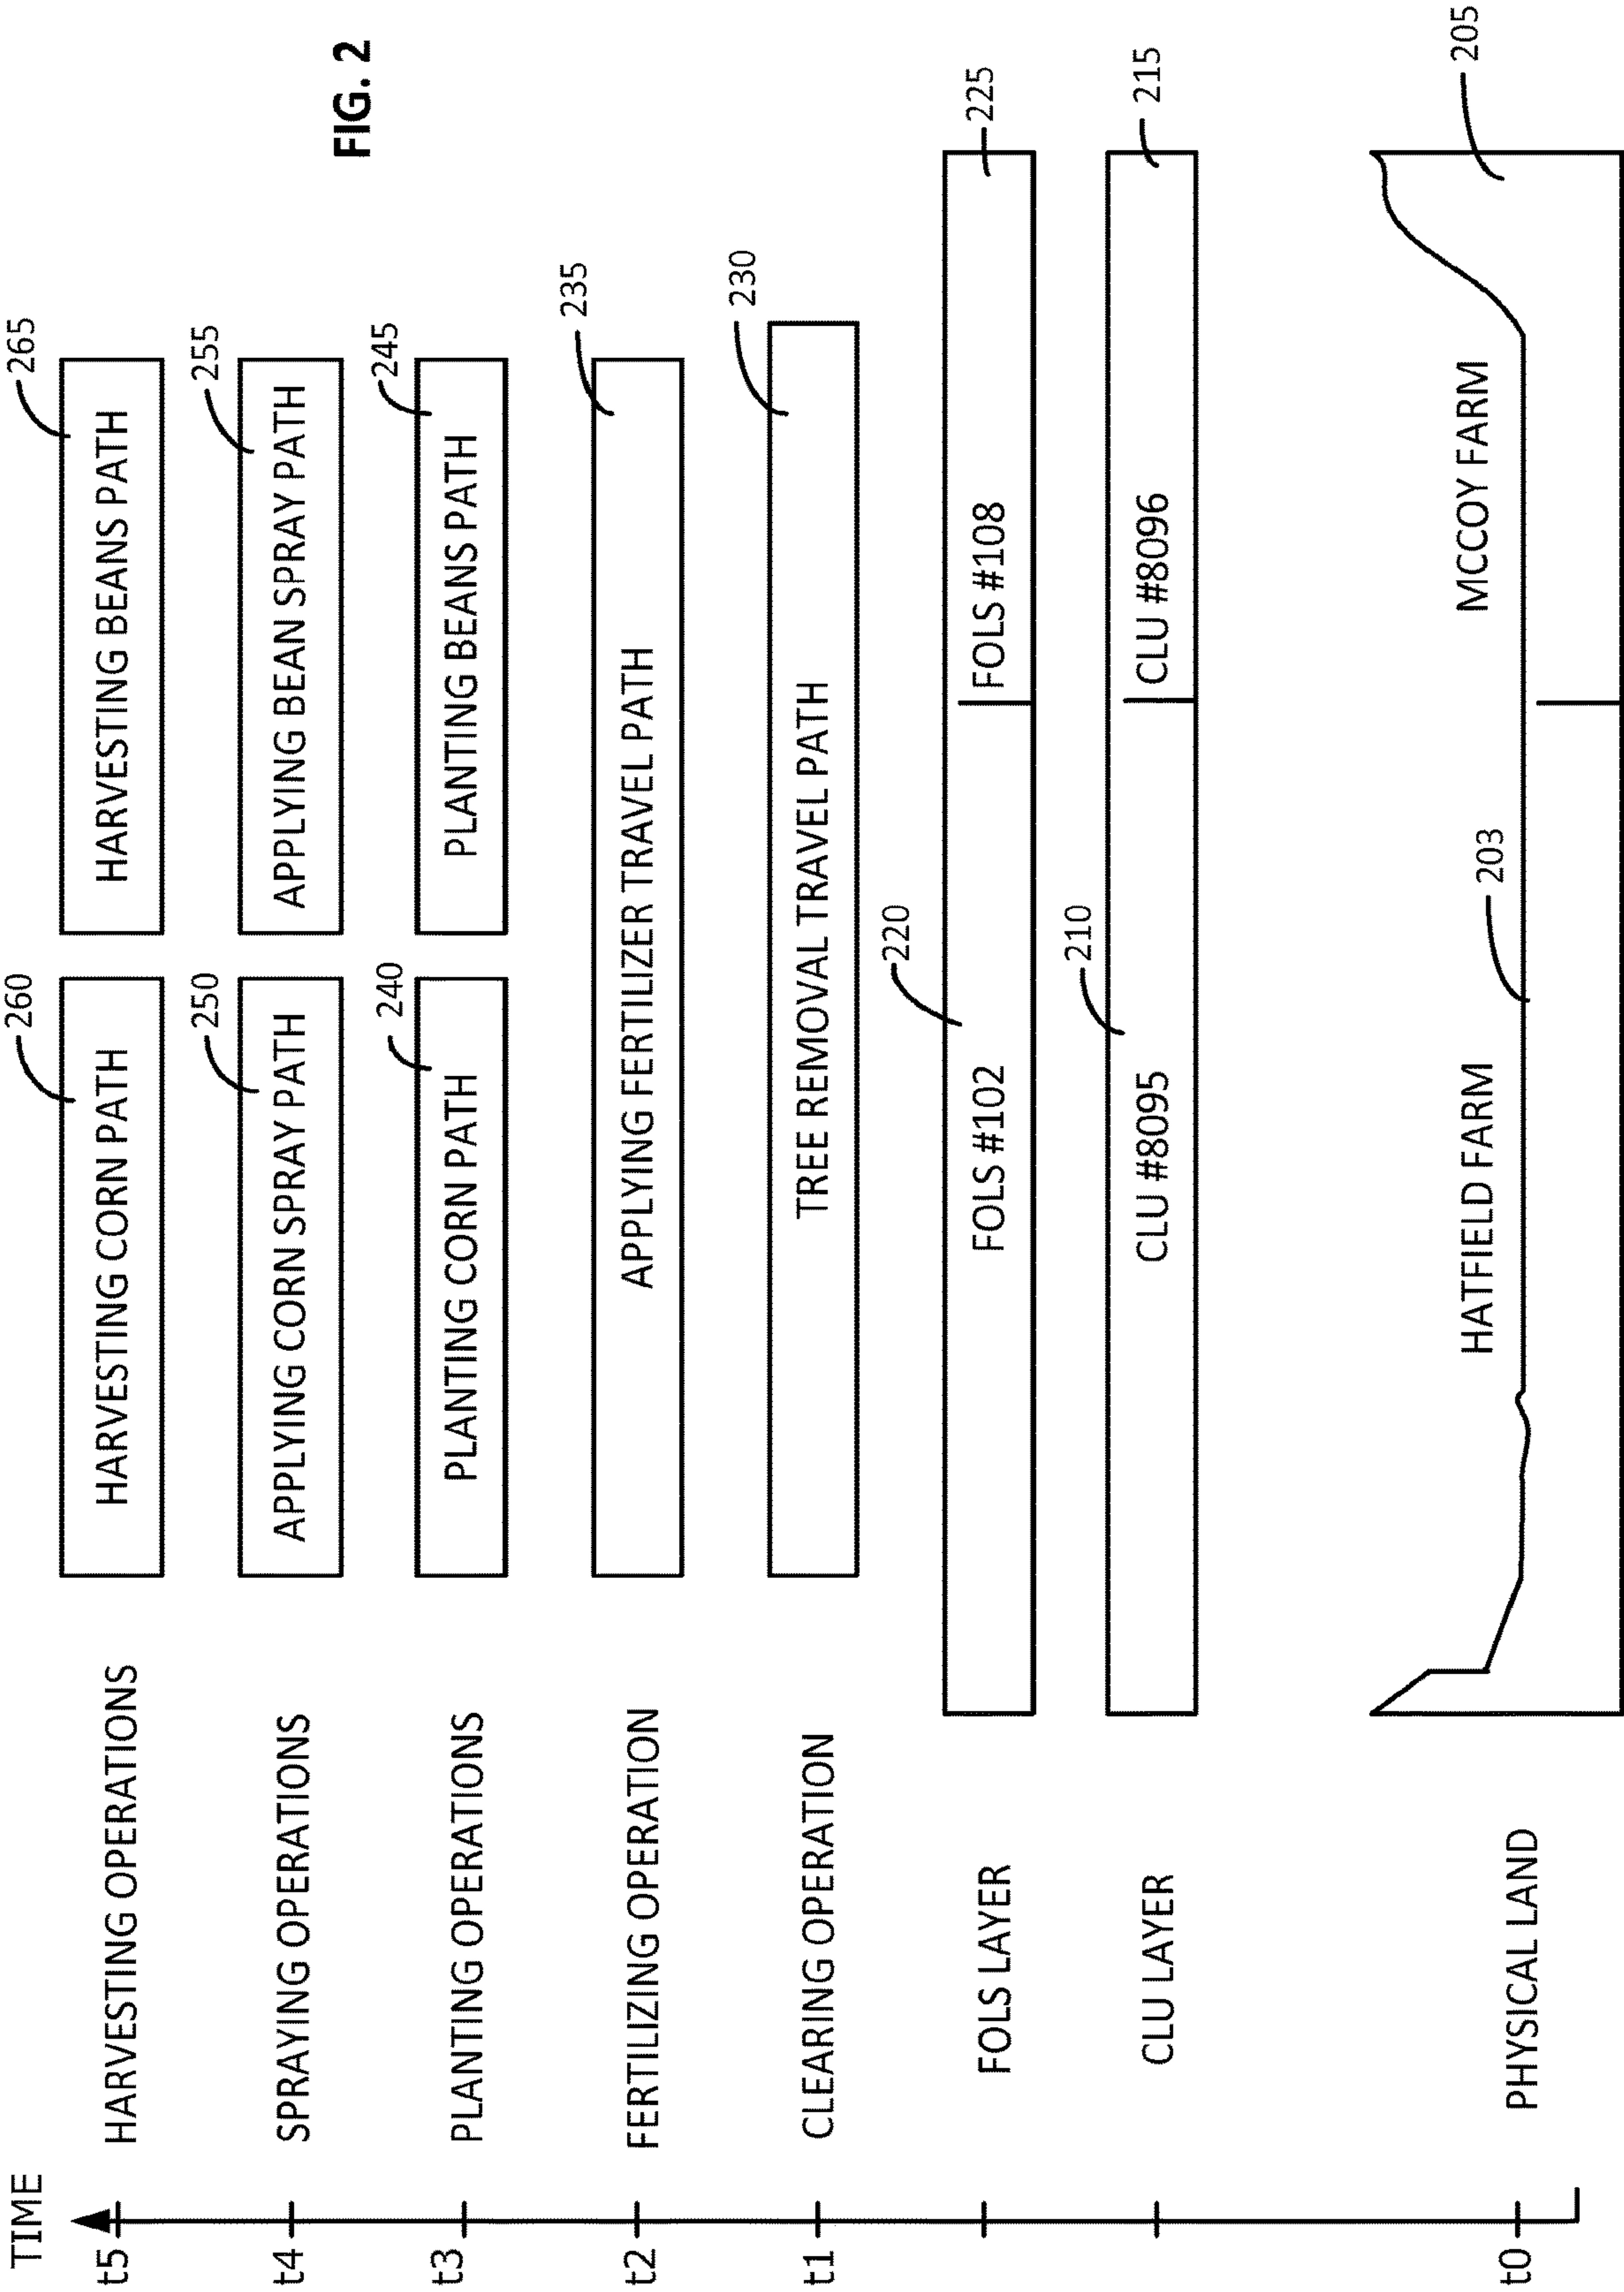 FIG. 2
TIME
t5
HARVESTING OPERATIONS
HARVESTING CORN PATH
260
HARVESTING BEANS PATH
265
t4
SPRAYING OPERATIONS
APPLYING CORN SPRAY PATH
250
APPLYING BEAN SPRAY PATH
255
t3
PLANTING OPERATIONS
PLANTING CORN PATH
240
PLANTING BEANS PATH
245
t2
FERTILIZING OPERATION
APPLYING FERTILIZER TRAVEL PATH
235
t1
CLEARING OPERATION
TREE REMOVAL TRAVEL PATH
230
FOLS LAYER
FOLS #102
220
FOLS #108
225
CLU LAYER
CLU #8095
210
CLU #8096
215
t0
PHYSICAL LAND
HATFIELD FARM
203
MCCOY FARM
205